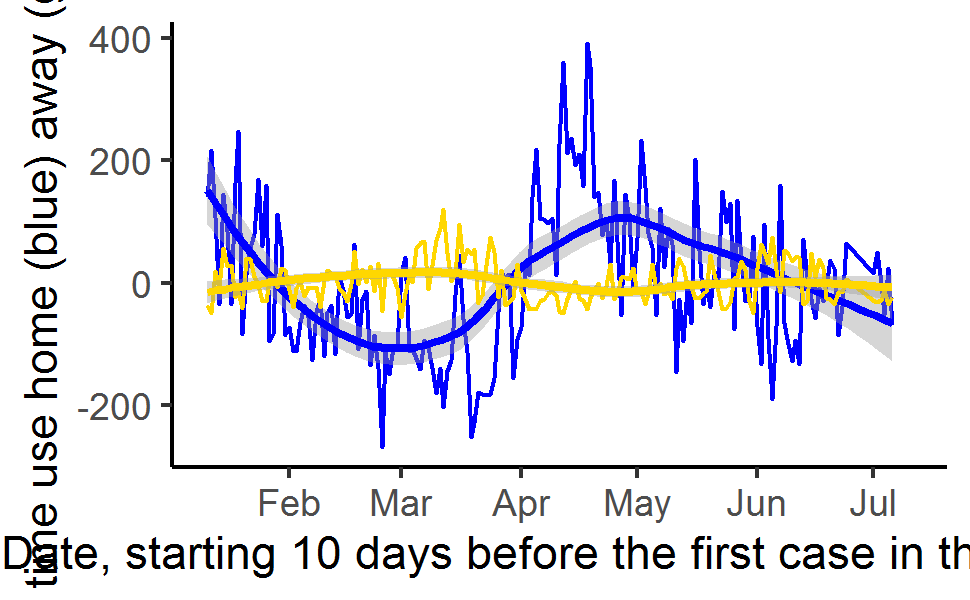 time use home (blue) away (
400
200
0
-200
Feb Mar Apr May Jun Jul
Date, starting 10 days before the first case in th